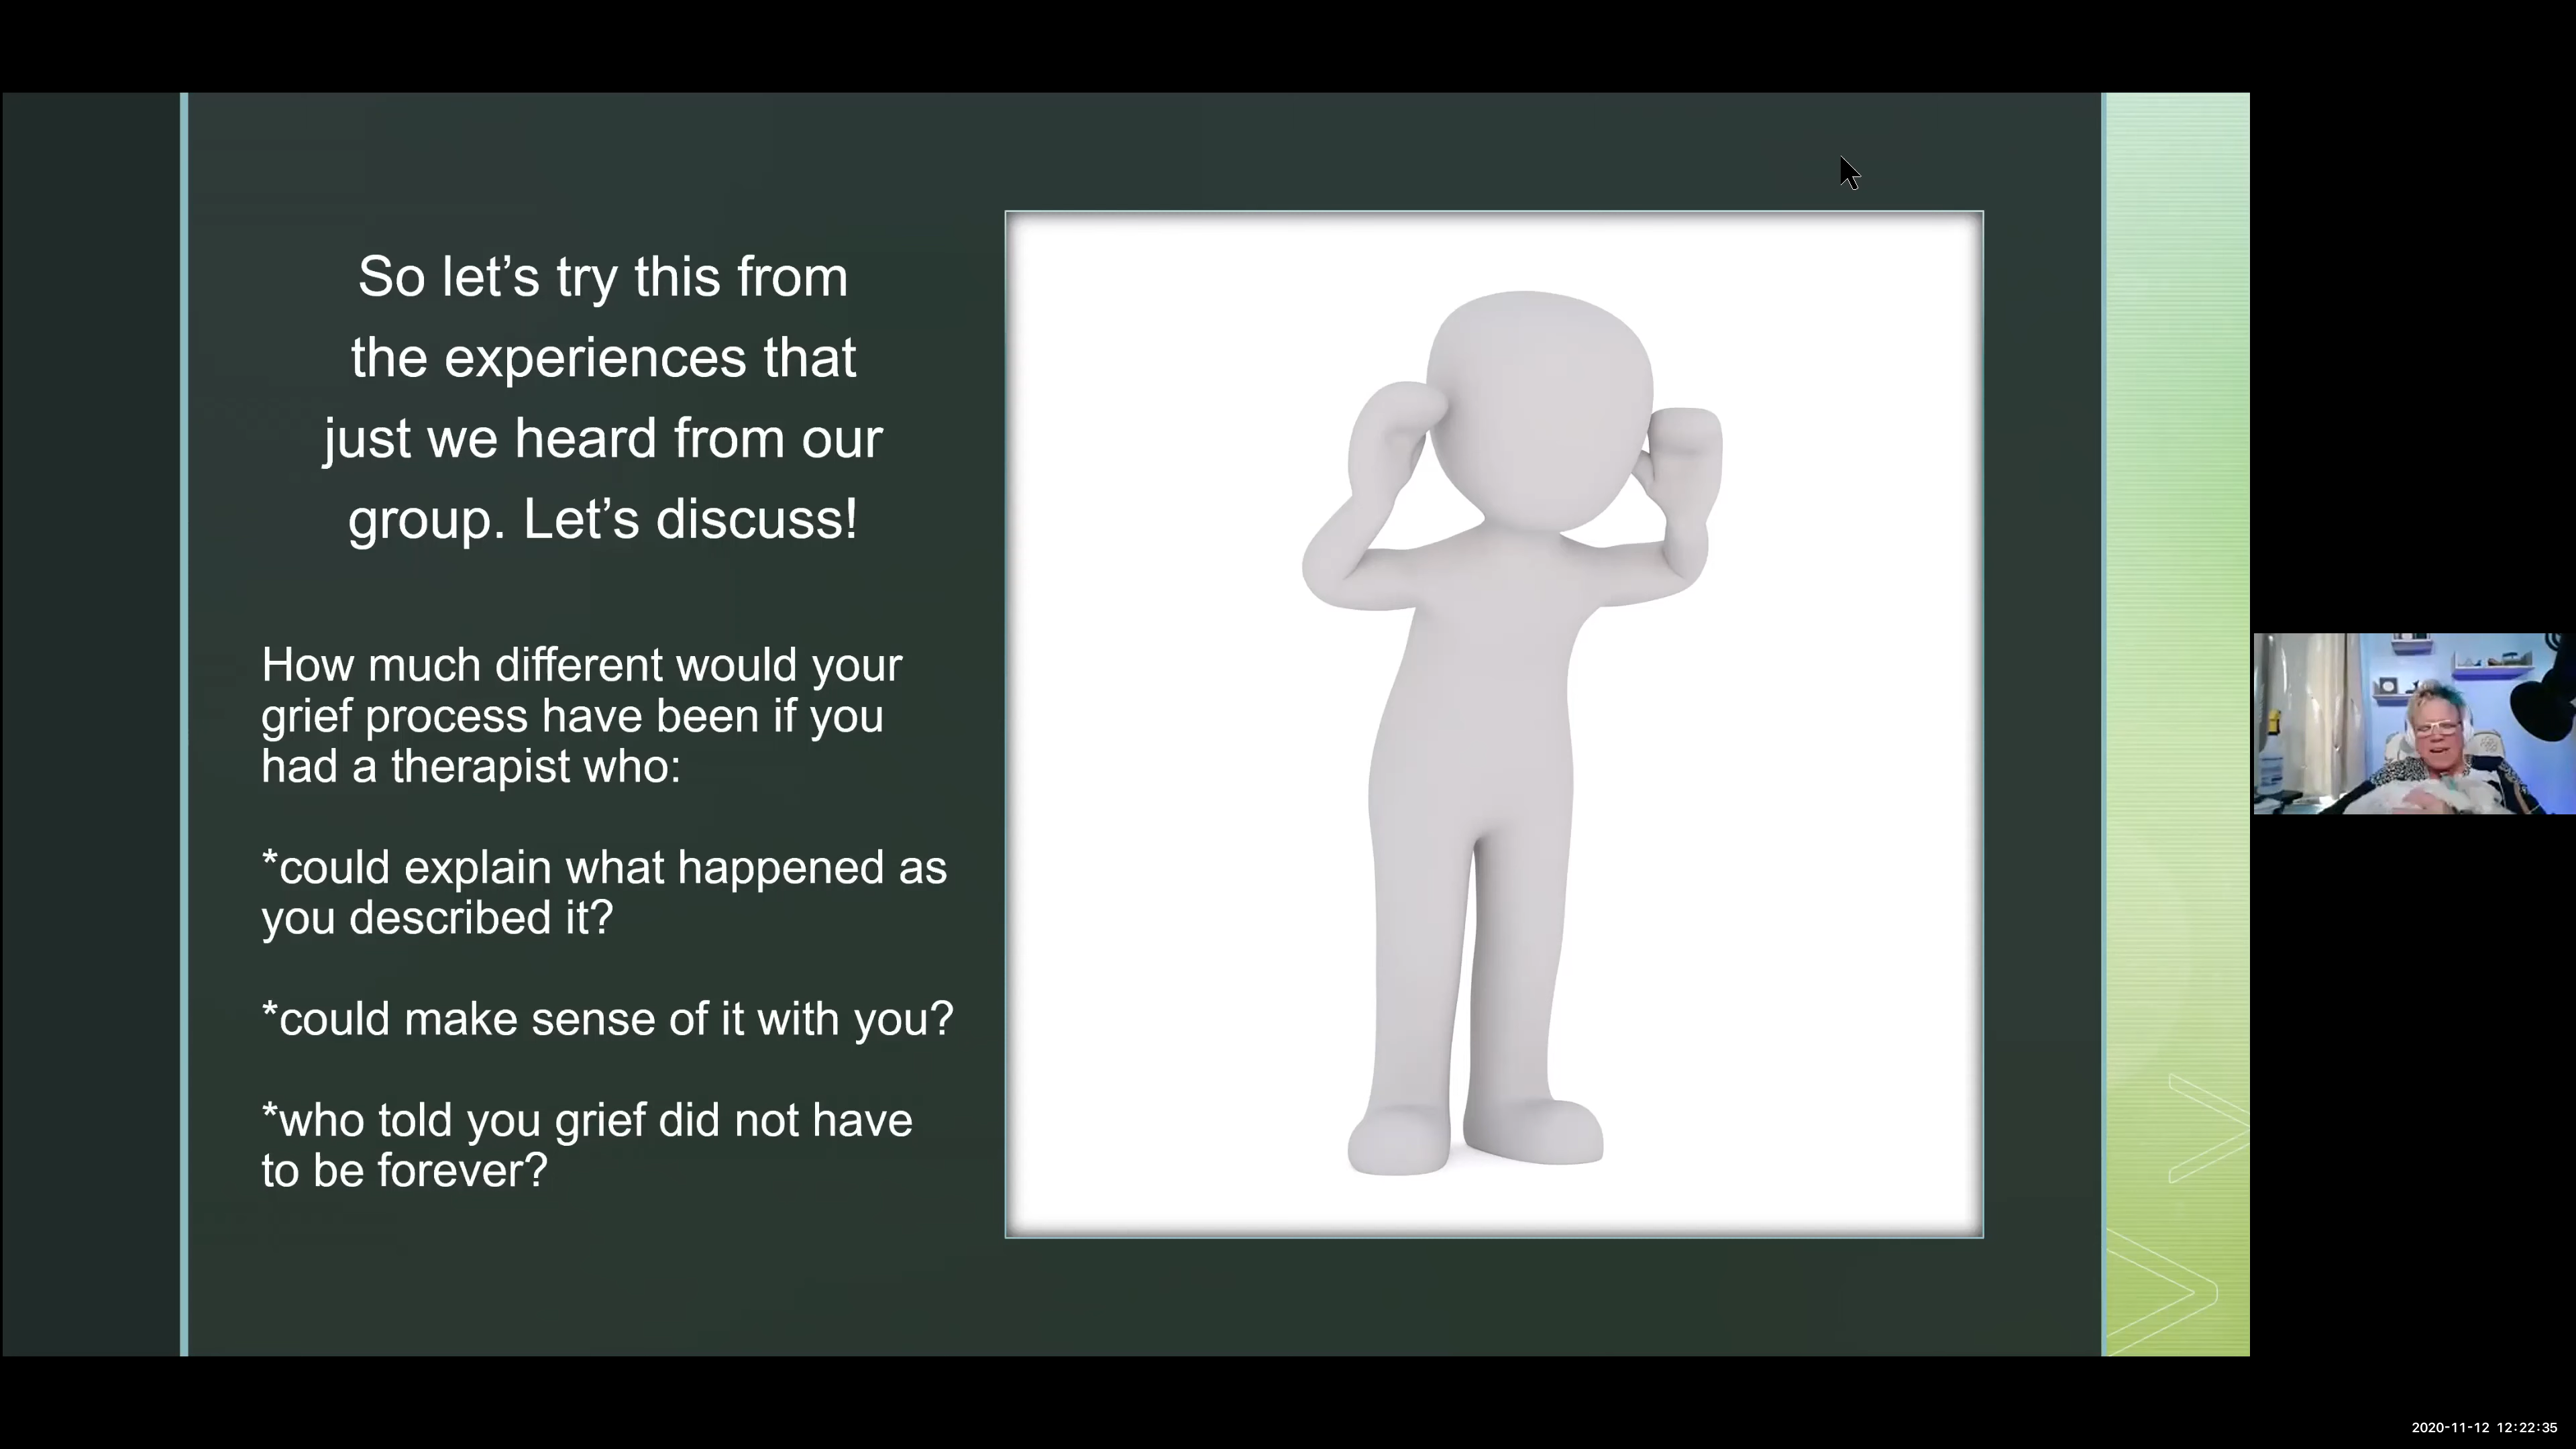 So let’s try this from
the experiences that
just we heard from our
group. Let’s discuss!
How much different would your
grief process have been if you
had a therapist who:
*could explain what happened as
you described it?
*could make sense of it with you?
*who told you grief did not have
to be forever?
2020-11-12 12:22:35